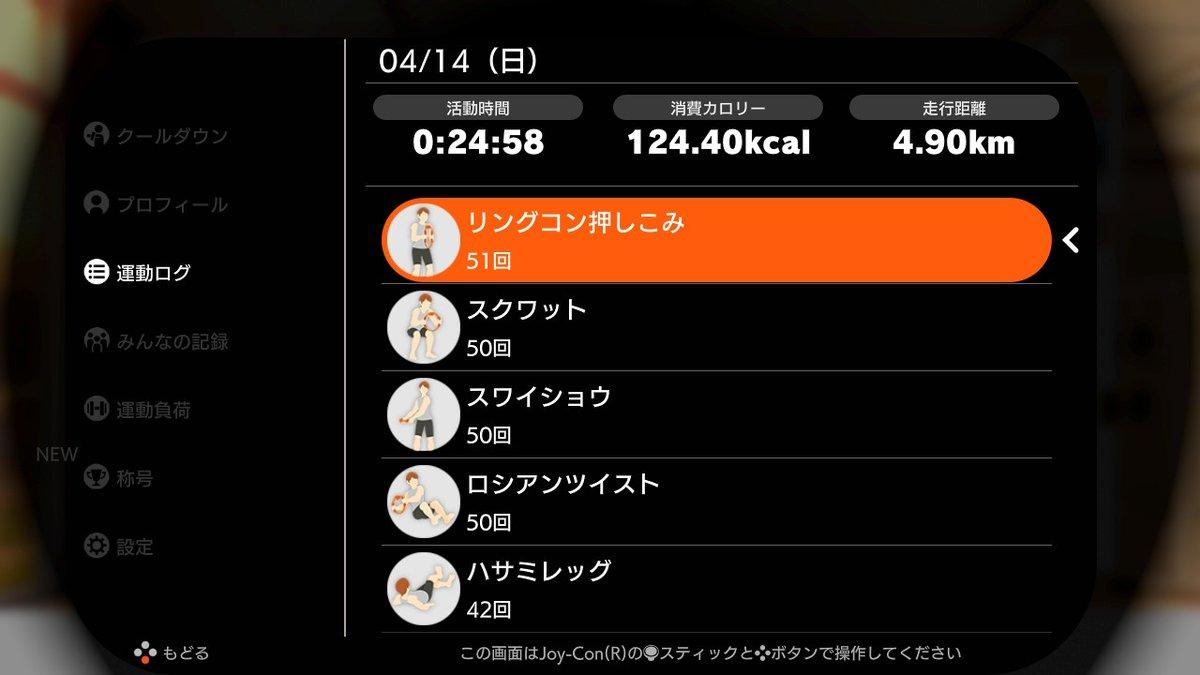 04/14（日）
活動時間
消費カロリー
走行距離
0:24:58
124.40kcal
4.90km
クールダウン
プロフィール
運動ログ
みんなの記録
運動負荷
NEW
称号
設定
リングコン押しこみ
51回
スクワット
50回
スワイショウ
50回
ロシアンツイスト
50回
ハサミレッグ
42回
もどる
この画面はJoy-Con(R)のスティックとボタンで操作してください